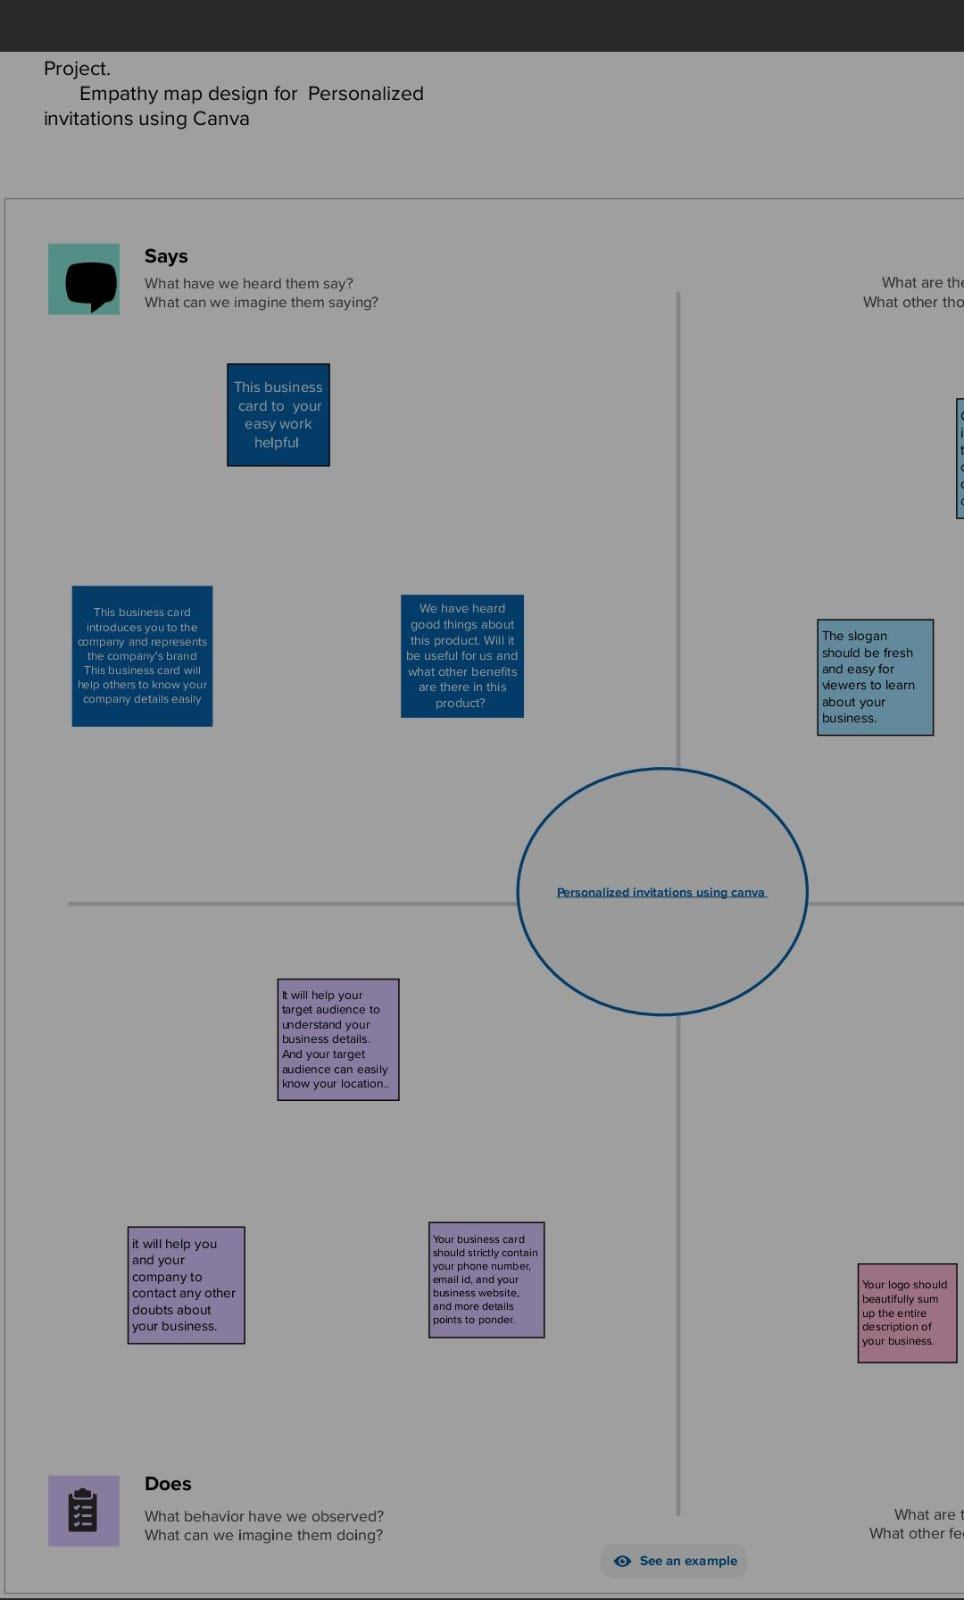 Project.
Empathy map design for Personalized
invitations using Canva
Says
What have we heard them say?
What can we imagine them saying?
What are the
What other tho
This business
card to your
easy work
helpful
This business card
introduces you to the
company and represents
the company's brand
This business card will
help others to know your
company details easily
We have heard
good things about
this product. Will it
be useful for us and
what other benefits
are there in this
product?
The slogan
should be fresh
and easy for
viewers to learn
about your
business.
Personalized invitations using canva
It will help your
target audience to
understand your
business details.
And your target
audience can easily
know your location..
it will help you
and your
company to
contact any other
doubts about
your business.
Your business card
should strictly contain
your phone number,
email id, and your
business website,
and more details
points to ponder.
Your logo should
beautifully sum
up the entire
description of
your business.
Does
What behavior have we observed?
What can we imagine them doing?
What are t
What other fe
See an example